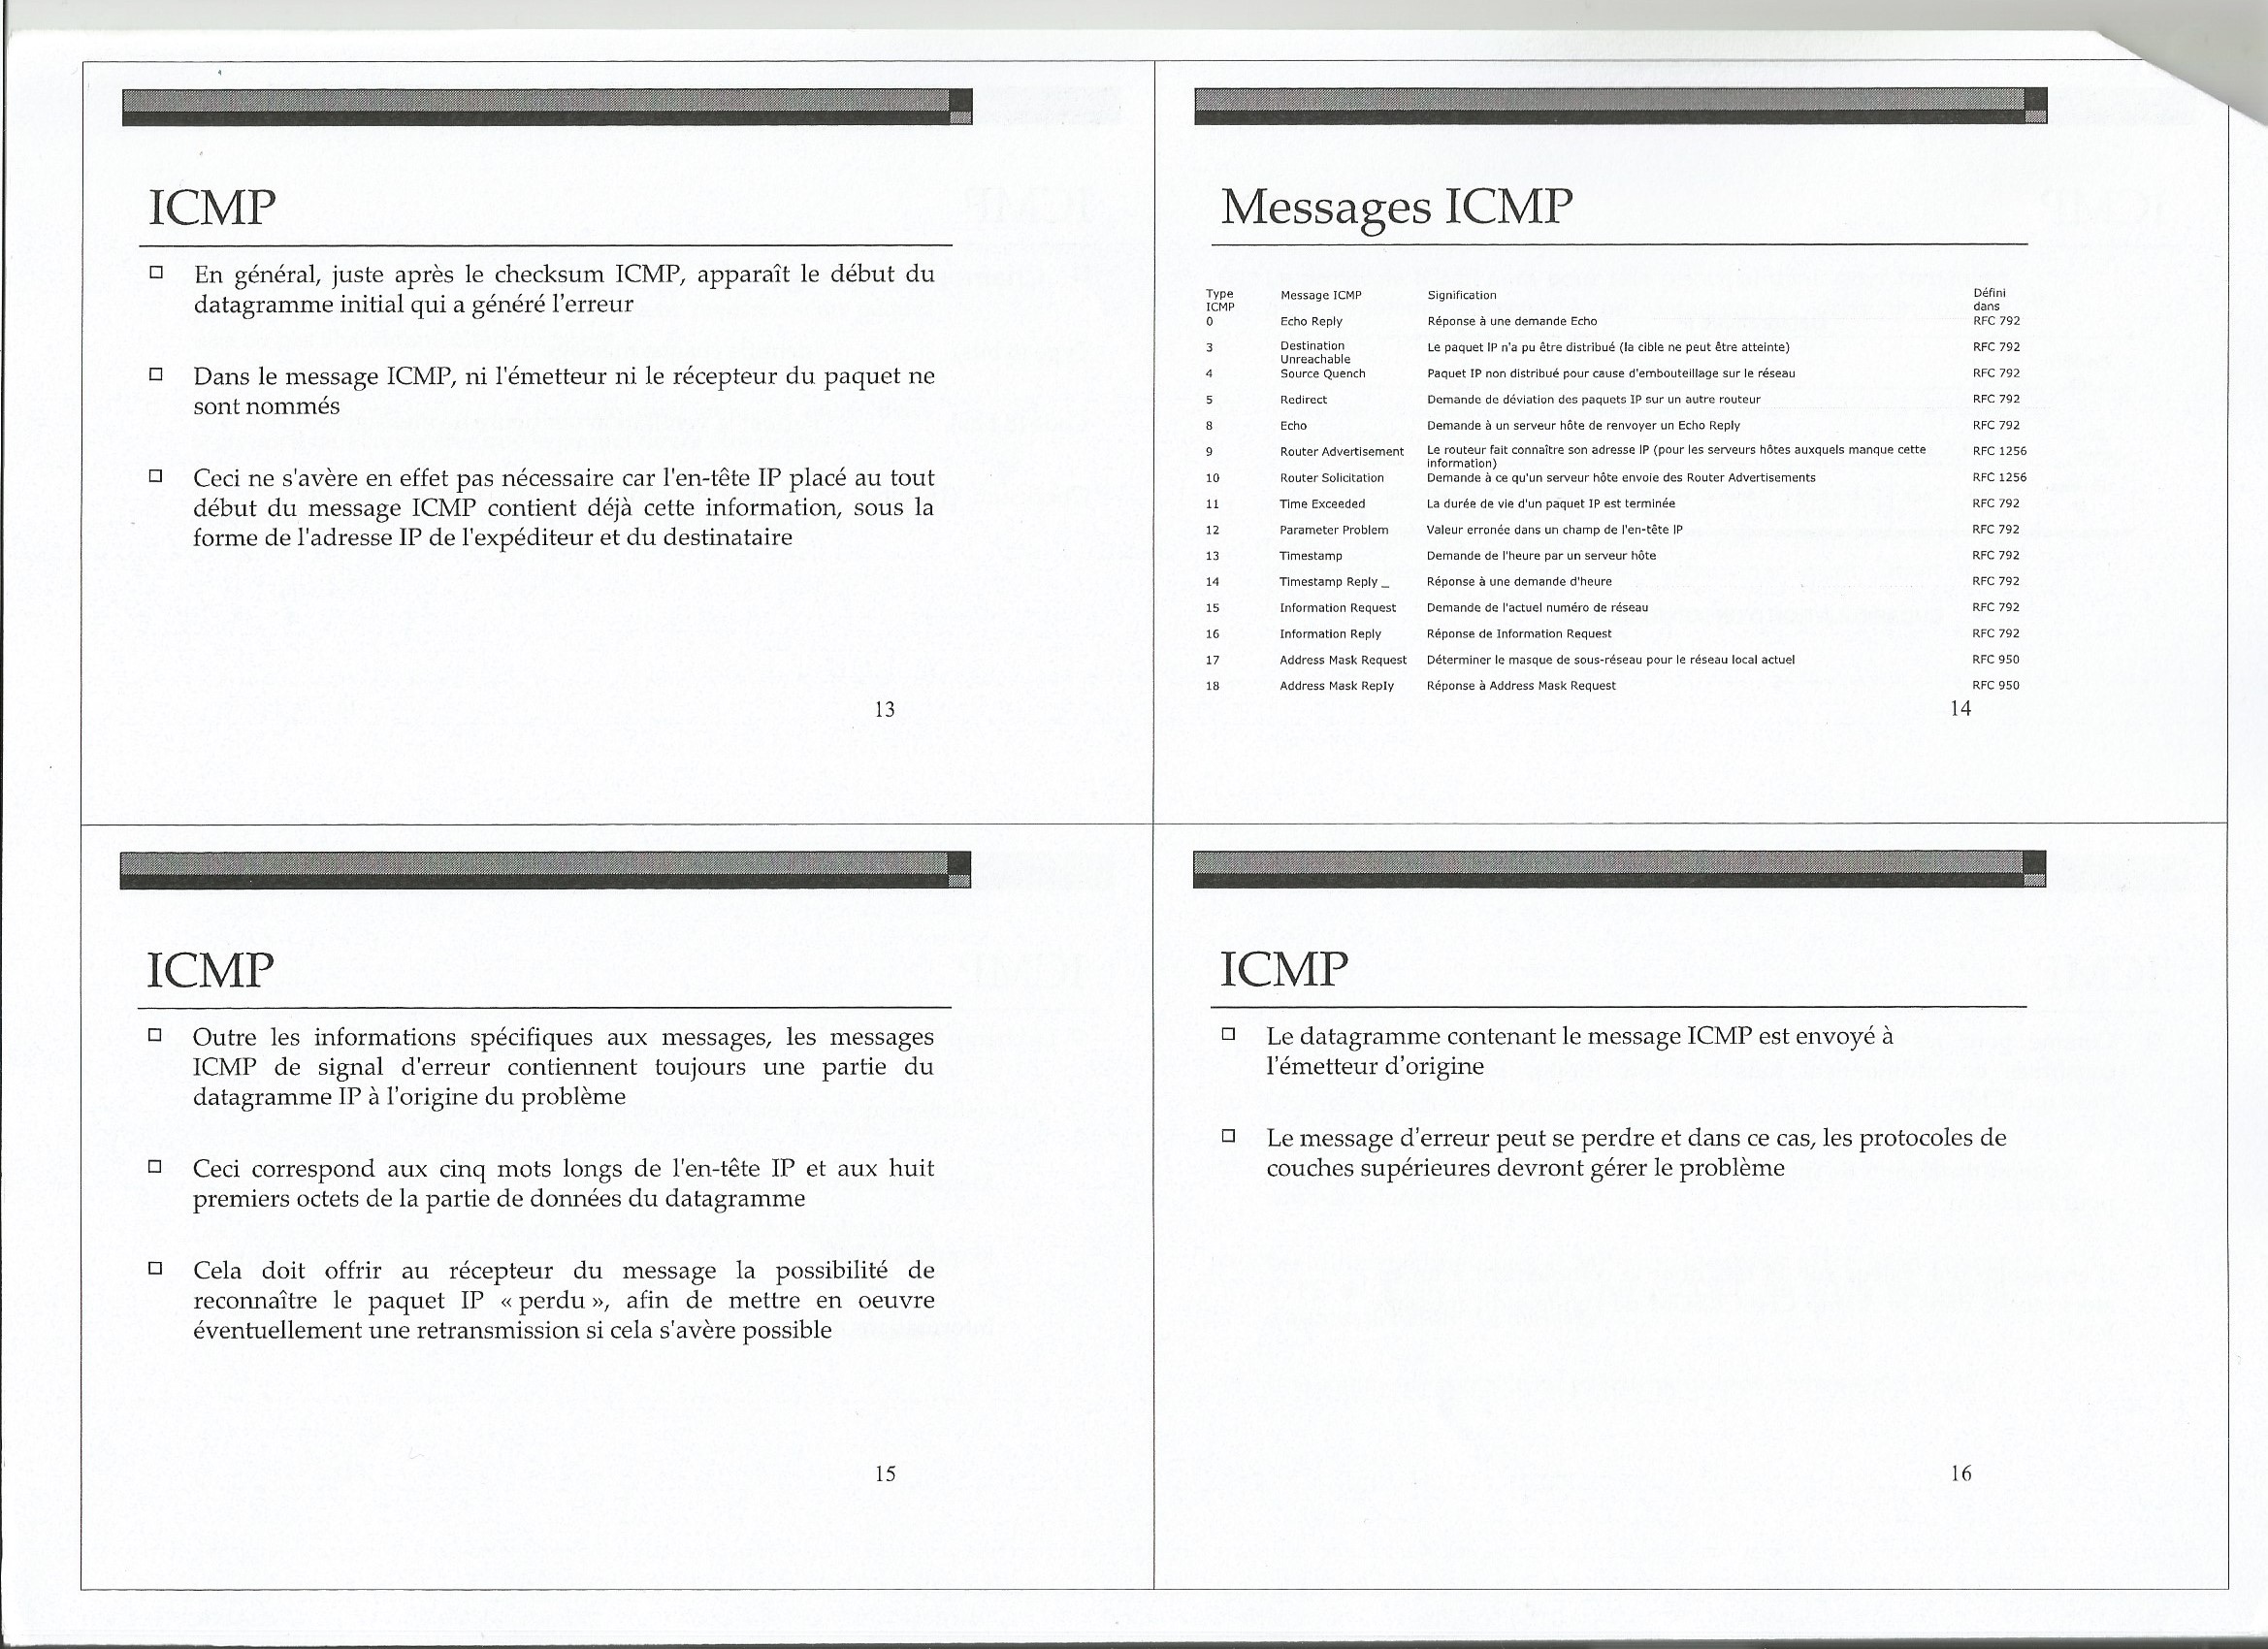 ICMP
En général, juste après le checksum ICMP, apparaît le début du
datagramme initial qui a généré l'erreur
Dans le message ICMP, ni l'émetteur ni le récepteur du paquet ne
sont nommés
Ceci ne s'avère en effet pas nécessaire car l'en-tête IP placé au tout
début du message ICMP contient déjà cette information, sous la
forme de l'adresse IP de l'expéditeur et du destinataire
13
Messages ICMP
Type ICMP Message ICMP Signification Défini dans
0 Echo Reply Réponse à une demande Echo RFC 792
3 Destination Unreachable Le paquet IP n'a pu être distribué (la cible ne peut être atteinte) RFC 792
4 Source Quench Paquet IP non distribué pour cause d'embouteillage sur le réseau RFC 792
5 Redirect Demande de déviation des paquets IP sur un autre routeur RFC 792
8 Echo Demande à un serveur hôte de renvoyer un Echo Reply RFC 792
9 Router Advertisement Le routeur fait connaître son adresse IP (pour les serveurs hôtes auxquels manque cette information) RFC 1256
10 Router Solicitation Demande à ce qu'un serveur hôte envoie des Router Advertisements RFC 1256
11 Time Exceeded La durée de vie d'un paquet IP est terminée RFC 792
12 Parameter Problem Valeur erronée dans un champ de l'en-tête IP RFC 792
13 Timestamp Demande de l'heure par un serveur hôte RFC 792
14 Timestamp Reply _ Réponse à une demande d'heure RFC 792
15 Information Request Demande de l'actuel numéro de réseau RFC 792
16 Information Reply Réponse de Information Request RFC 792
17 Address Mask Request Déterminer le masque de sous-réseau pour le réseau local actuel RFC 950
18 Address Mask Reply Réponse à Address Mask Request RFC 950
14
ICMP
Outre les informations spécifiques aux messages, les messages
ICMP de signal d'erreur contiennent toujours une partie du
datagramme IP à l'origine du problème
Ceci correspond aux cinq mots longs de l'en-tête IP et aux huit
premiers octets de la partie de données du datagramme
Cela doit offrir au récepteur du message la possibilité de
reconnaître le paquet IP « perdu », afin de mettre en oeuvre
éventuellement une retransmission si cela s'avère possible
15
ICMP
Le datagramme contenant le message ICMP est envoyé à
l'émetteur d'origine
Le message d'erreur peut se perdre et dans ce cas, les protocoles de
couches supérieures devront gérer le problème
16